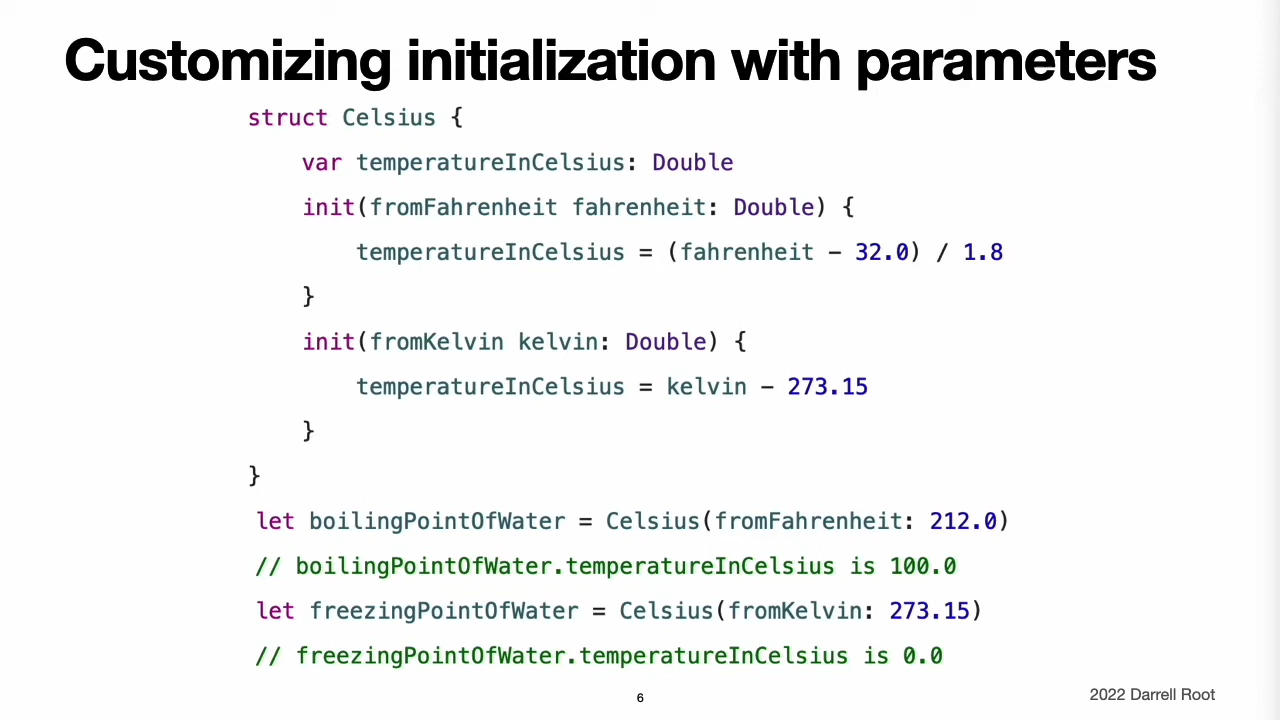 Customizing initialization with parameters
struct Celsius {
    var temperatureInCelsius: Double
    init(fromFahrenheit fahrenheit: Double) {
        temperatureInCelsius = (fahrenheit - 32.0) / 1.8
    }
    init(fromKelvin kelvin: Double) {
        temperatureInCelsius = kelvin - 273.15
    }
}
let boilingPointOfWater = Celsius(fromFahrenheit: 212.0)
// boilingPointOfWater.temperatureInCelsius is 100.0
let freezingPointOfWater = Celsius(fromKelvin: 273.15)
// freezingPointOfWater.temperatureInCelsius is 0.0
6
2022 Darrell Root